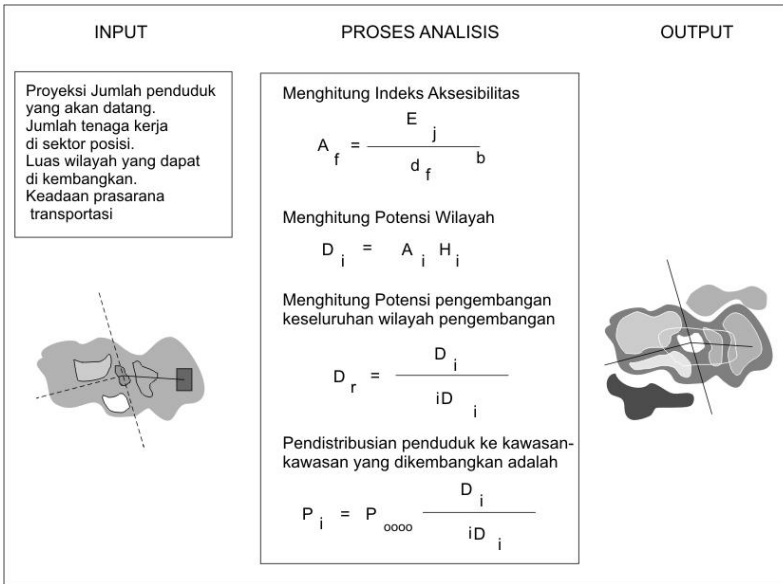 INPUT
PROSES ANALISIS
OUTPUT
Proyeksi Jumlah penduduk
yang akan datang.
Jumlah tenaga kerja
di sektor posisi.
Luas wilayah yang dapat
di kembangkan.
Keadaan prasarana
transportasi
Menghitung Indeks Aksesibilitas
A f = E j / d f b
Menghitung Potensi Wilayah
D i = A i H i
Menghitung Potensi pengembangan
keseluruhan wilayah pengembangan
D r = D i / iD i
Pendistribusian penduduk ke kawasan-
kawasan yang dikembangkan adalah
P i = P oooo D i / iD i